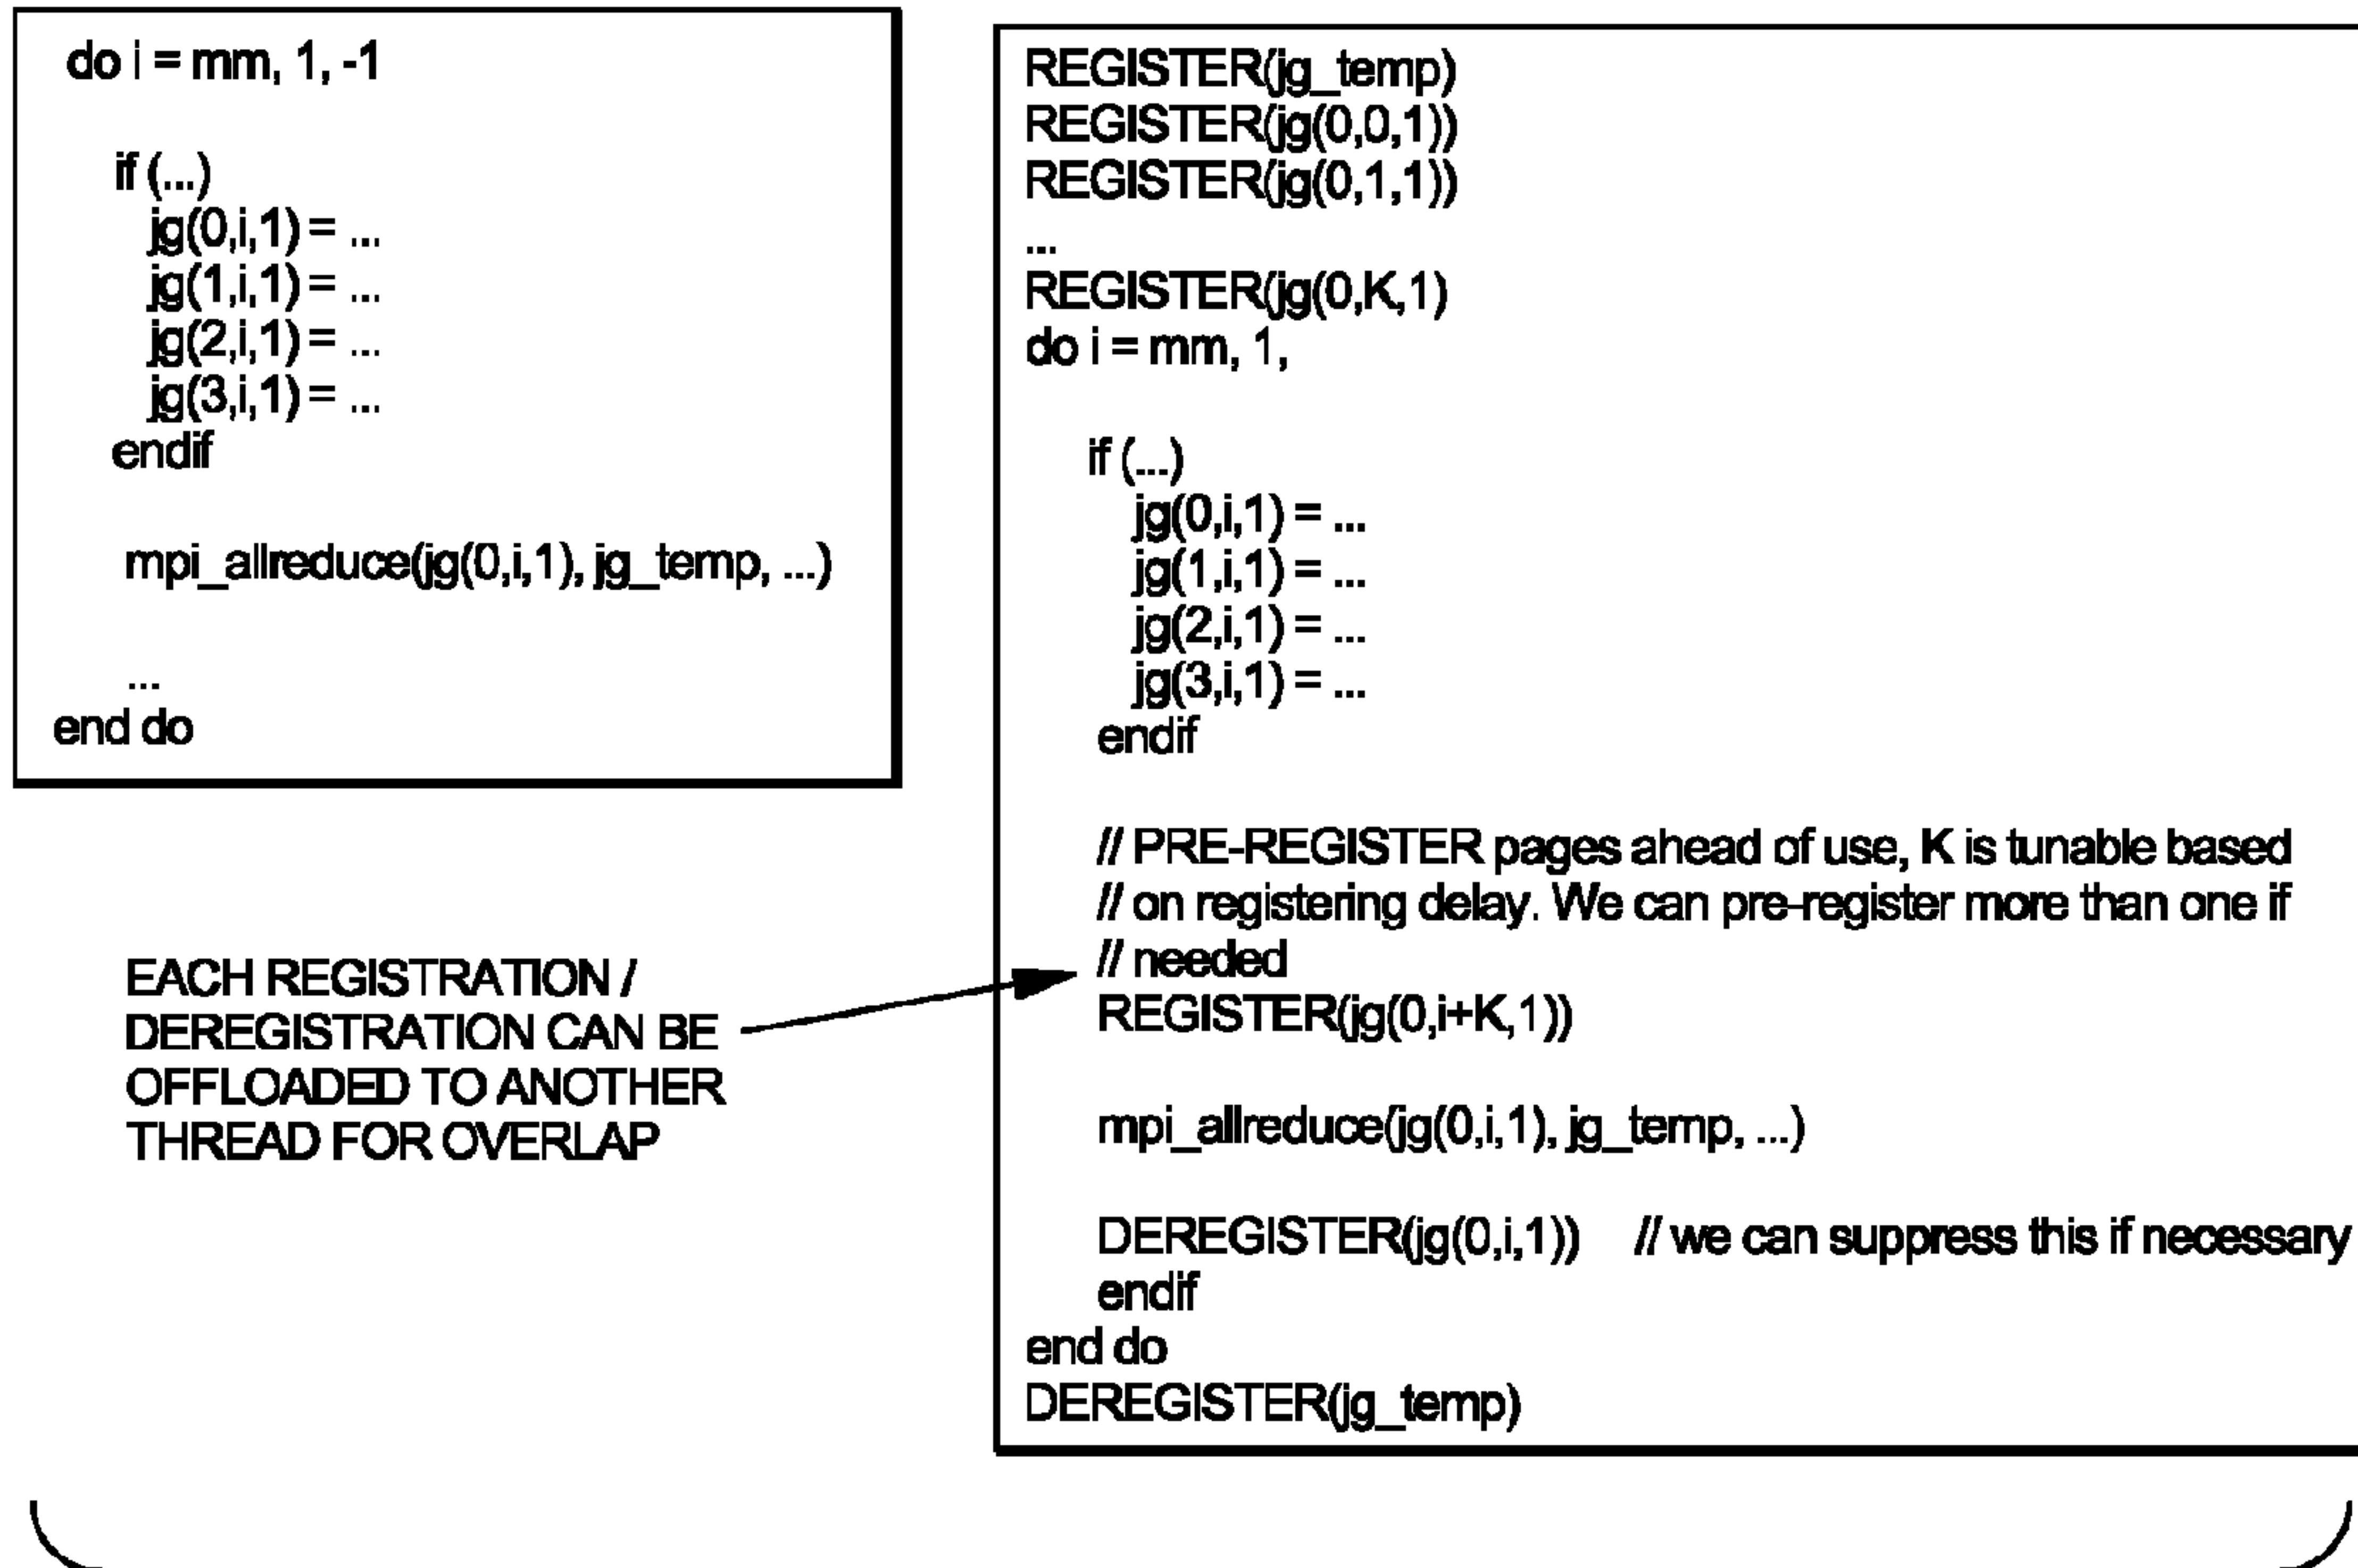 do i = mm, 1, -1
if (...)
jg(0,i,1) = ...
jg(1,i,1) = ...
jg(2,i,1) = ...
jg(3,i,1) = ...
endif
mpi_allreduce(jg(0,i,1), jg_temp, ...)
...
end do
EACH REGISTRATION /
DEREGISTRATION CAN BE
OFFLOADED TO ANOTHER
THREAD FOR OVERLAP
REGISTER(jg_temp)
REGISTER(jg(0,0,1))
REGISTER(jg(0,1,1))
...
REGISTER(jg(0,K,1)
do i = mm, 1,
if (...)
jg(0,i,1) = ...
jg(1,i,1) = ...
jg(2,i,1) = ...
jg(3,i,1) = ...
endif
// PRE-REGISTER pages ahead of use, K is tunable based
// on registering delay. We can pre-register more than one if
// needed
REGISTER(jg(0,i+K,1))
mpi_allreduce(jg(0,i,1), jg_temp, ...)
DEREGISTER(jg(0,i,1)) // we can suppress this if necessary
endif
end do
DEREGISTER(jg_temp)